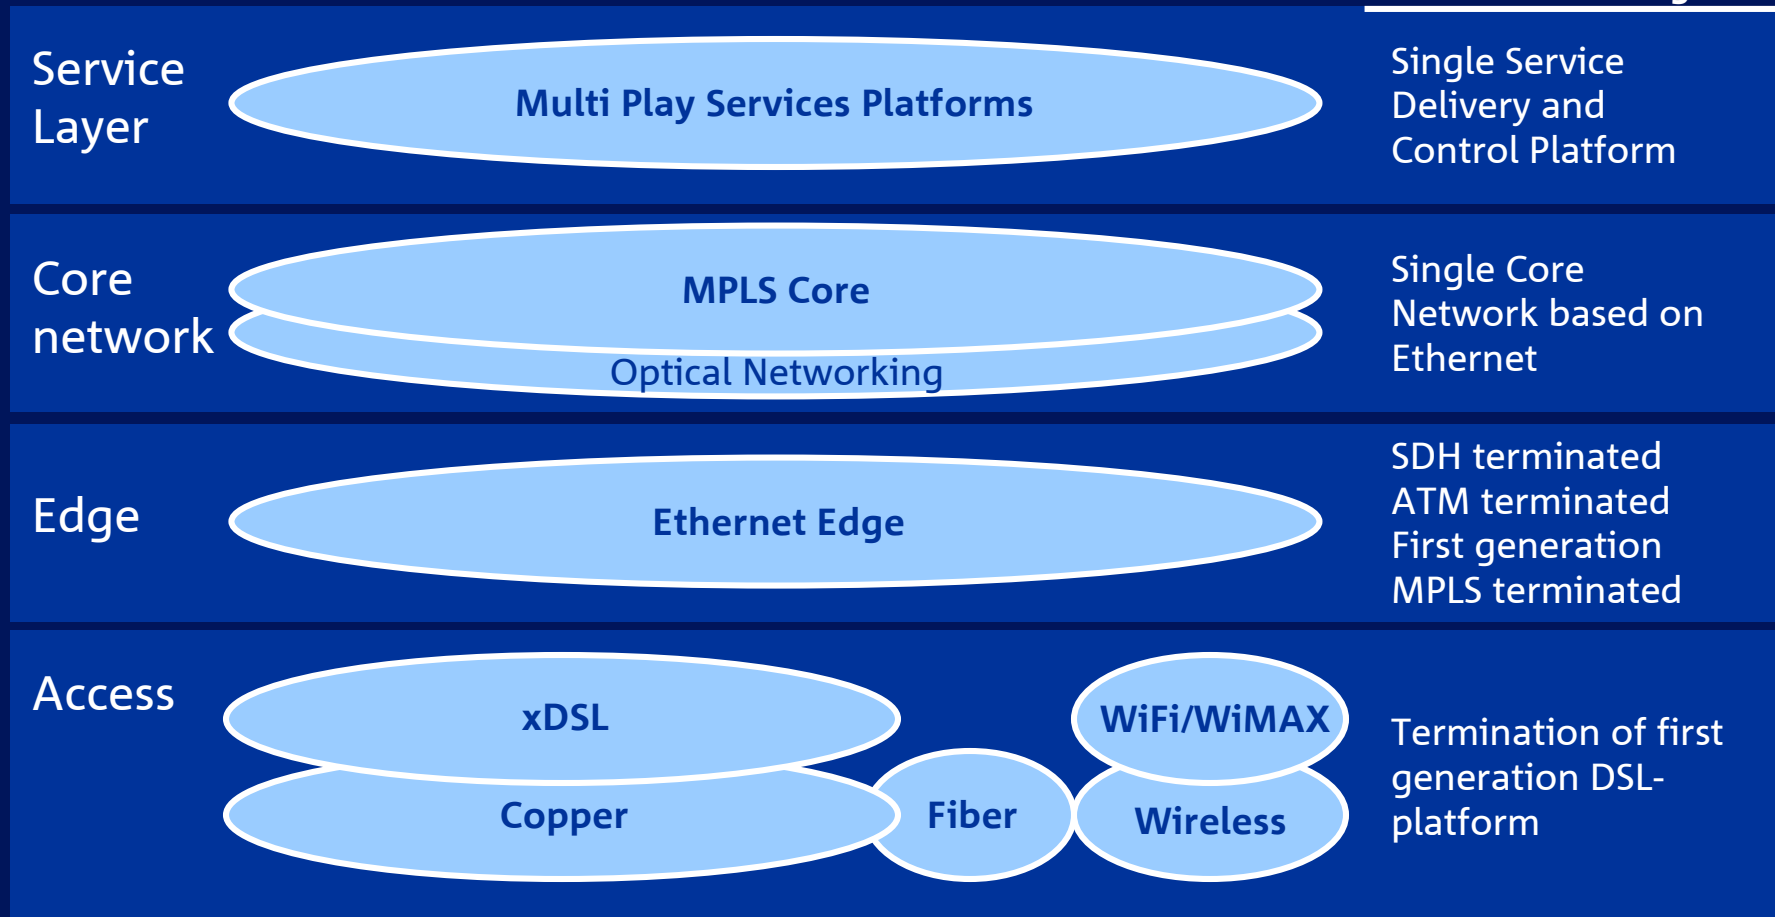 Service
Layer
Multi Play Services Platforms
Single Service
Delivery and
Control Platform
Core
network
MPLS Core
Optical Networking
Single Core
Network based on
Ethernet
Edge
Ethernet Edge
SDH terminated
ATM terminated
First generation
MPLS terminated
Access
xDSL
WiFi/WiMAX
Copper
Fiber
Wireless
Termination of first
generation DSL-
platform